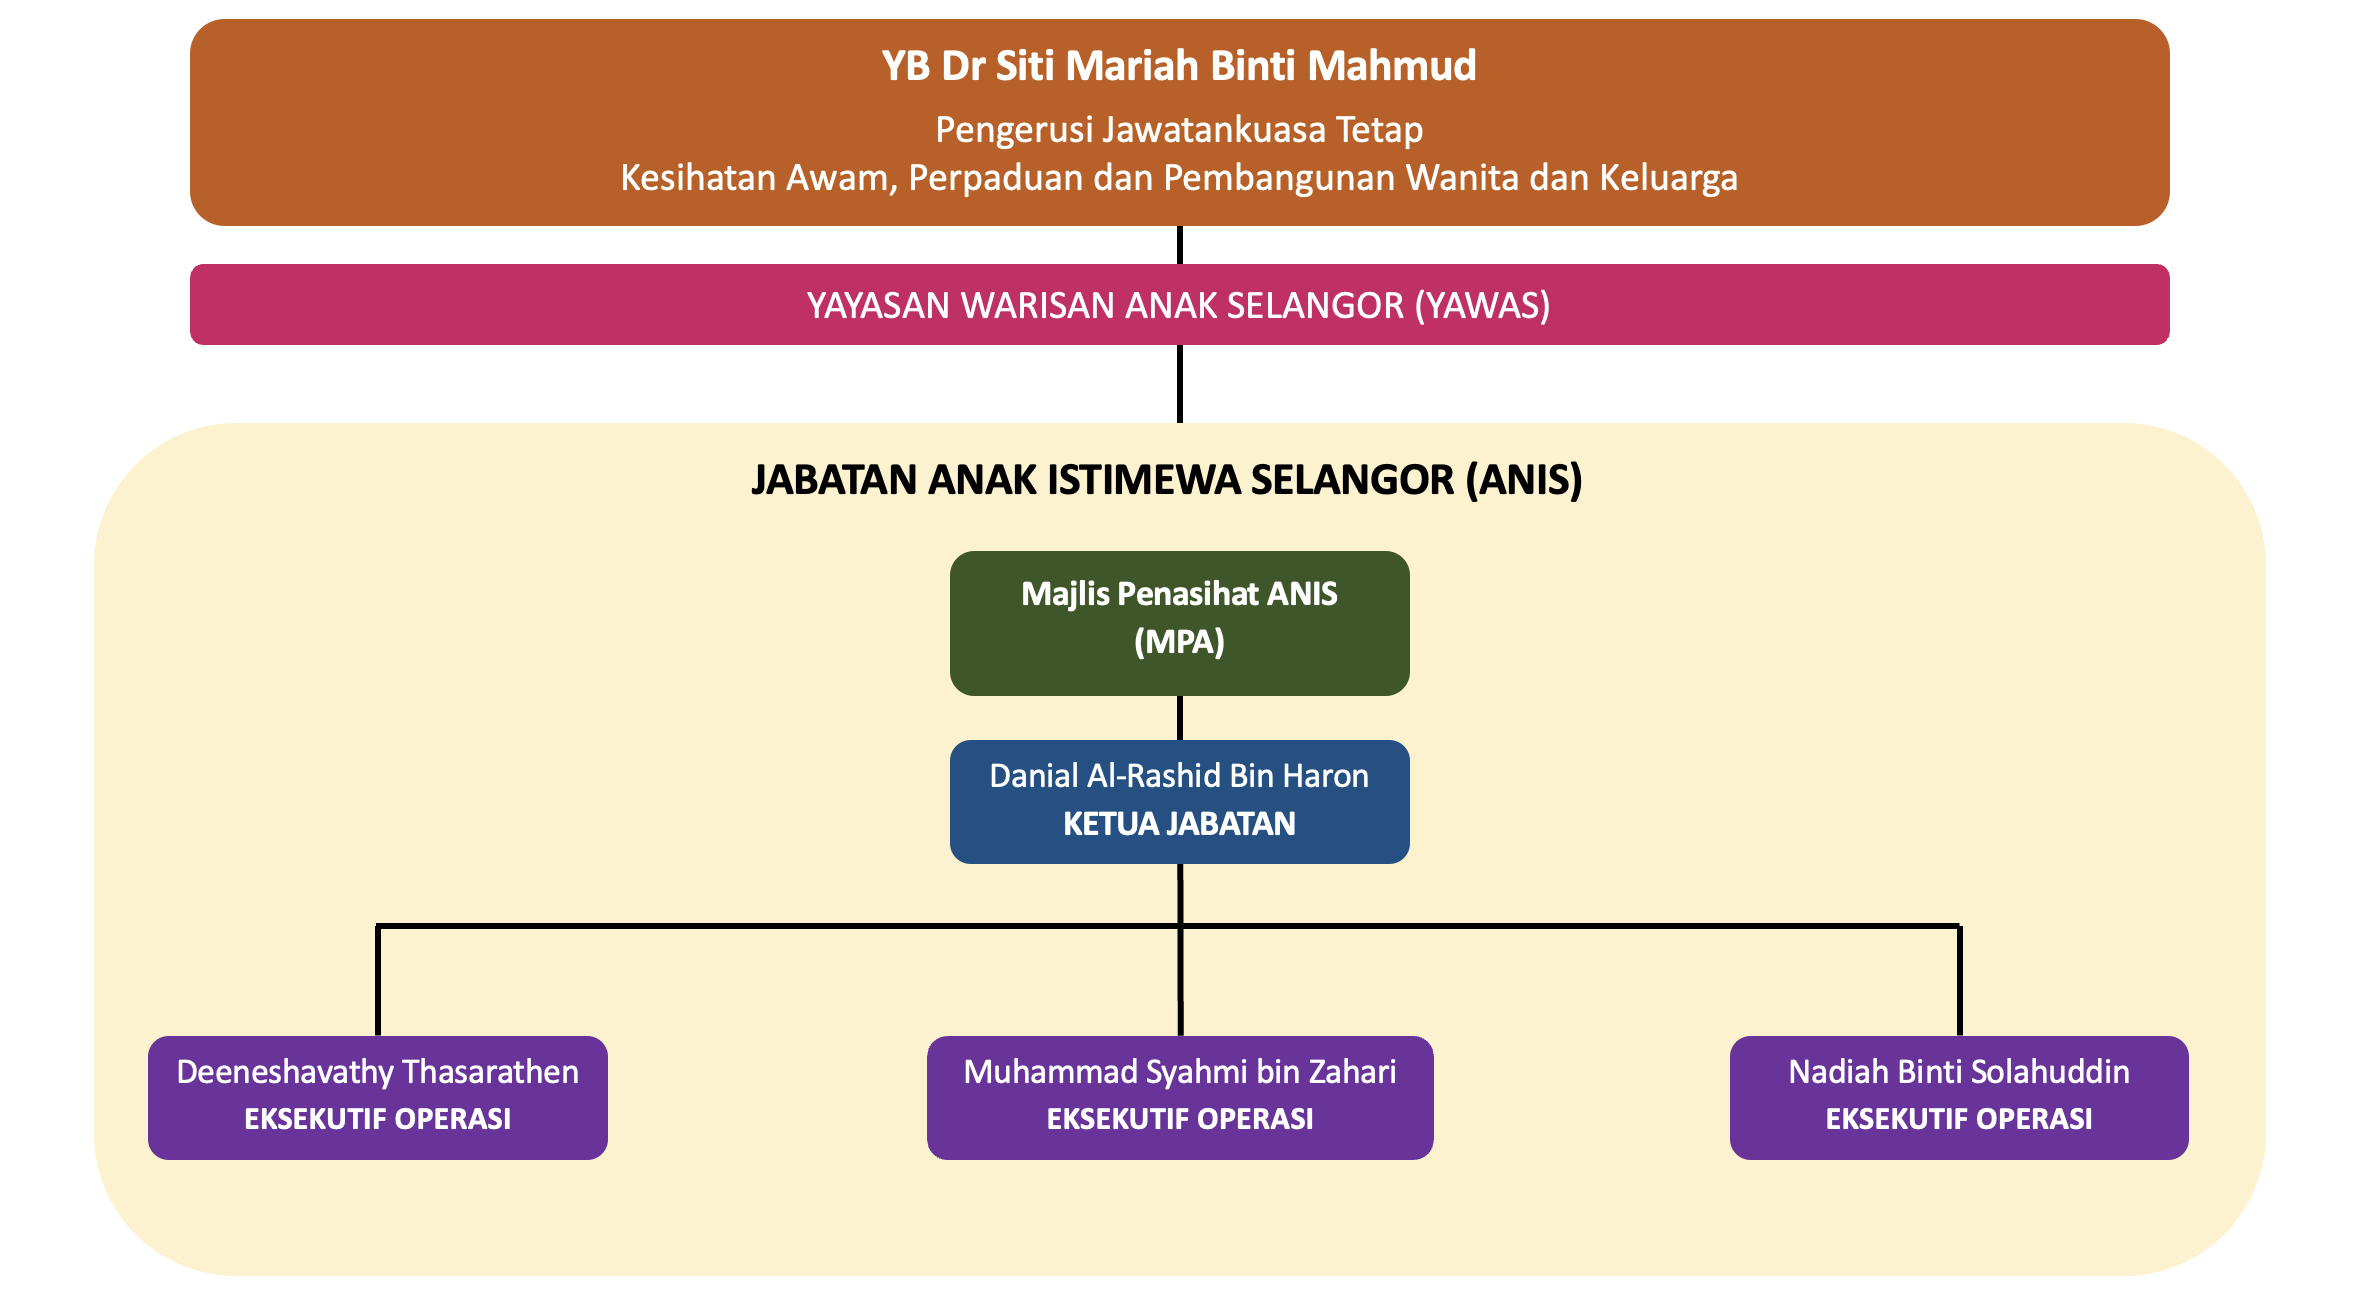 YB Dr Siti Mariah Binti Mahmud
Pengerusi Jawatankuasa Tetap
Kesihatan Awam, Perpaduan dan Pembangunan Wanita dan Keluarga
YAYASAN WARISAN ANAK SELANGOR (YAWAS)
JABATAN ANAK ISTIMEWA SELANGOR (ANIS)
Majlis Penasihat ANIS
(MPA)
Danial Al-Rashid Bin Haron
KETUA JABATAN
Deeneshavathy Thasarathen
EKSEKUTIF OPERASI
Muhammad Syahmi bin Zahari
EKSEKUTIF OPERASI
Nadiah Binti Solahuddin
EKSEKUTIF OPERASI